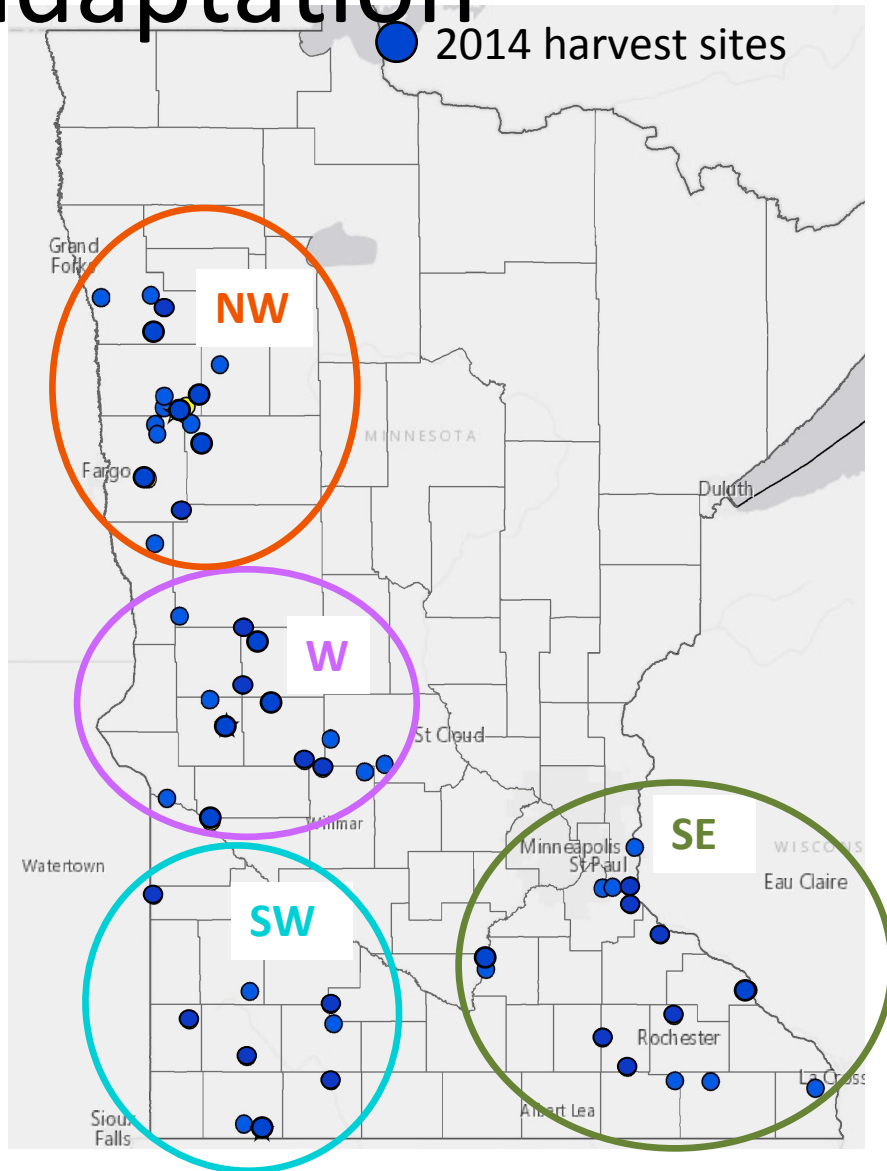 adaptation
2014 harvest sites
Grand
Forks
NW
MINNESOTA
Fargo
Duluth
W
St Cloud
Willmar
SE
Minneapolis
St Paul
WISCONS
Watertown
Eau Claire
SW
Rochester
La Cross
Albert Lea
Sioux
Falls